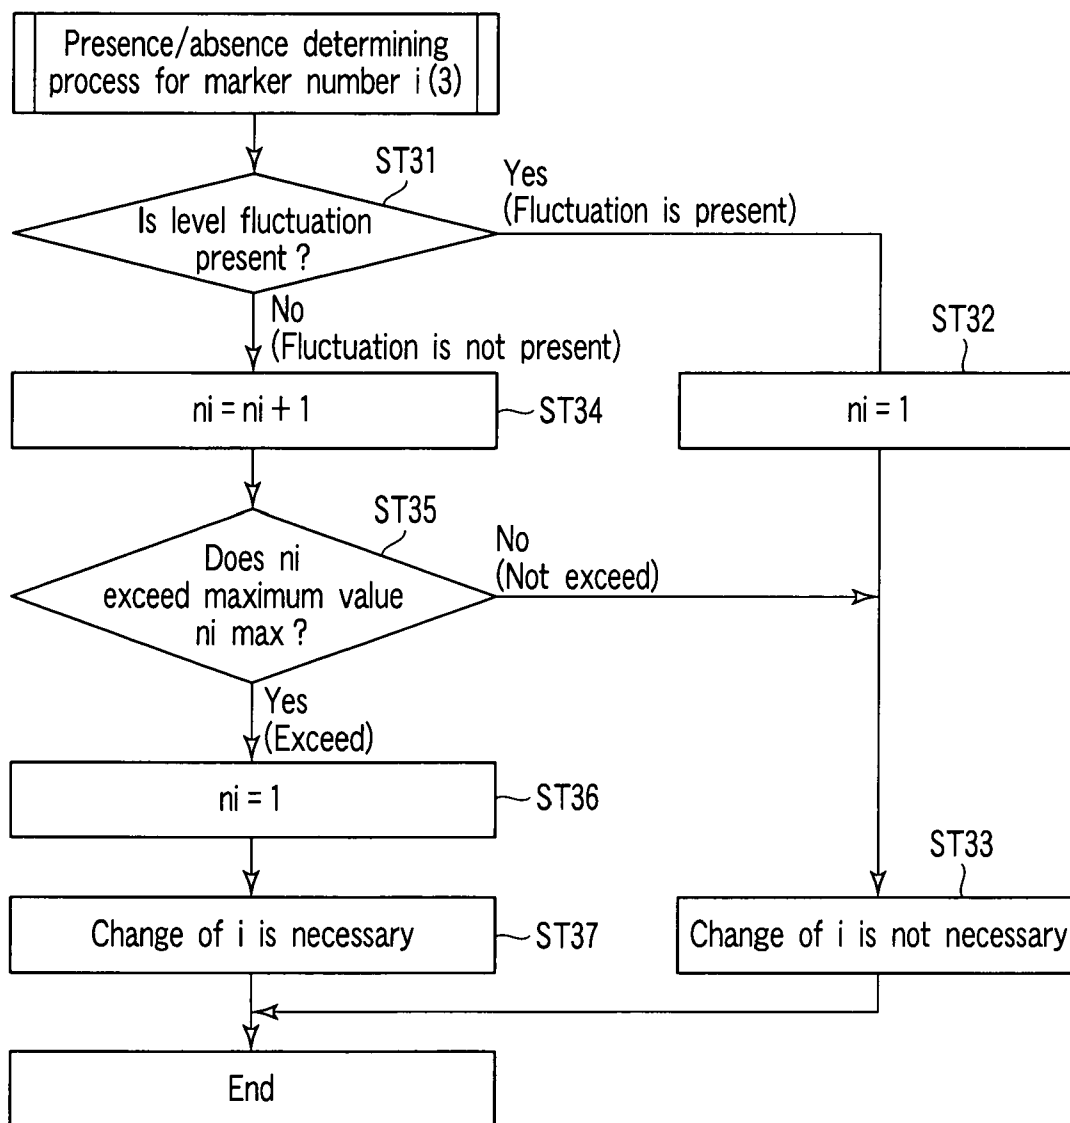 Presence/absence determining
process for marker number i (3)
ST31
Yes
(Fluctuation is present)
Is level fluctuation
present ?
No
(Fluctuation is not present)
ST32
ni = ni + 1
ST34
ni = 1
ST35
No
(Not exceed)
Does ni
exceed maximum value
ni max ?
Yes
(Exceed)
ni = 1
ST36
ST33
Change of i is necessary
ST37
Change of i is not necessary
End